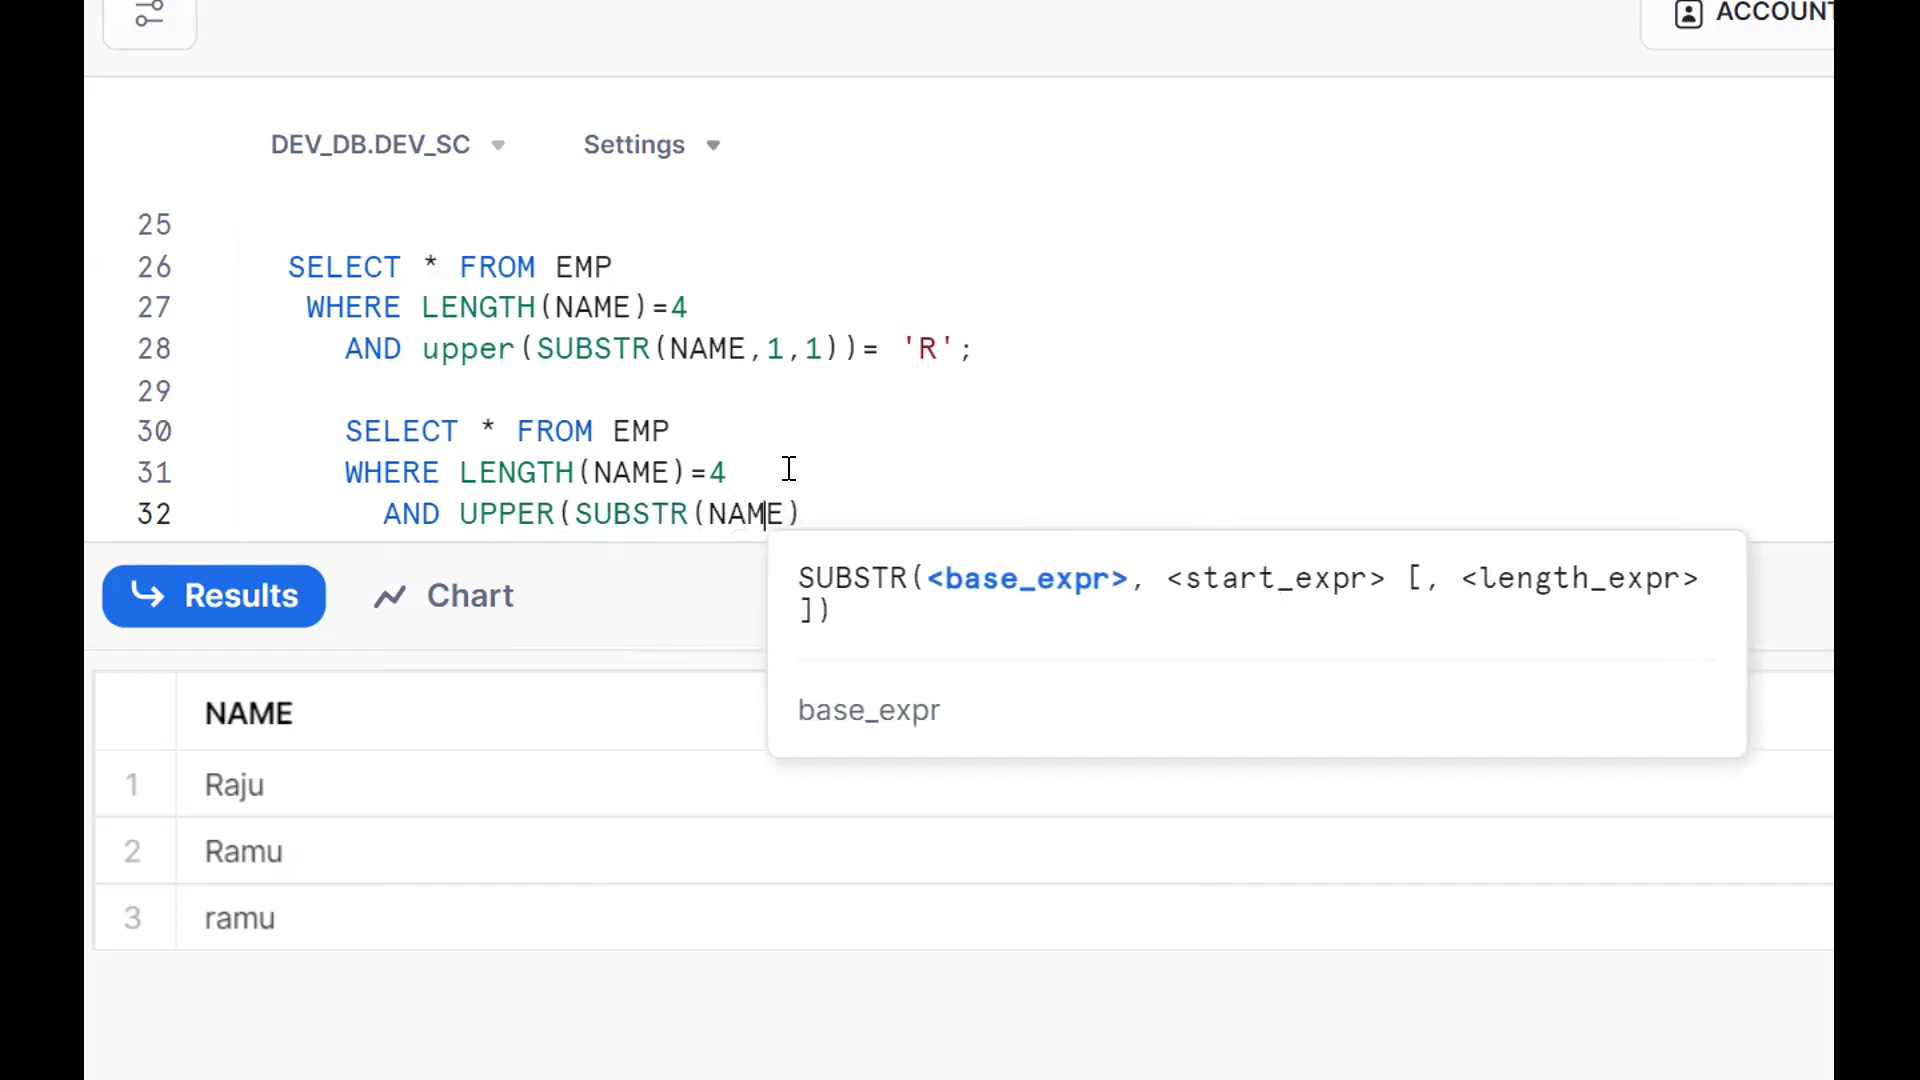 ACCOUNT
DEV_DB.DEV_SC Settings
25
26 SELECT * FROM EMP
27 WHERE LENGTH(NAME)=4
28 AND upper(SUBSTR(NAME,1,1))= 'R';
29
30 SELECT * FROM EMP
31 WHERE LENGTH(NAME)=4
32 AND UPPER(SUBSTR(NAME)
SUBSTR(<base_expr>, <start_expr> [, <length_expr>
])
base_expr
Results Chart
NAME
1 Raju
2 Ramu
3 ramu